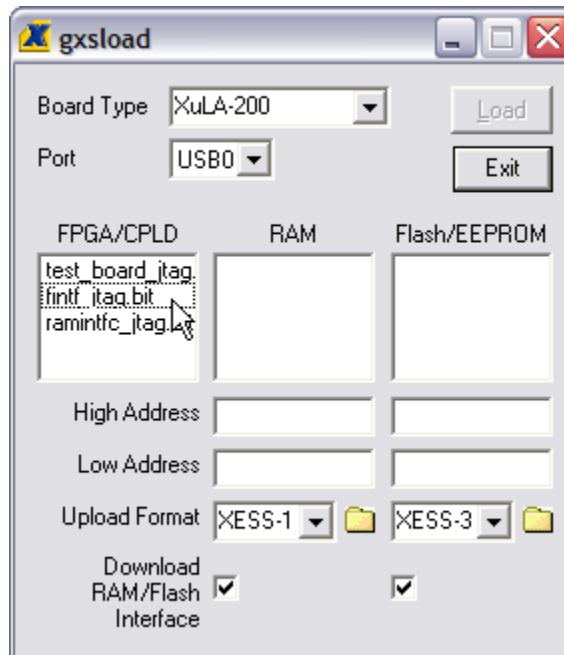 gxsload
Board Type XuLA-200 Load
Port USB0 Exit
FPGA/CPLD RAM Flash/EEPROM
test_board_jtag.
fintf_jtag.bit
ramintfc_jtag.
High Address
Low Address
Upload Format XESS-1 XESS-3
Download
RAM/Flash
Interface